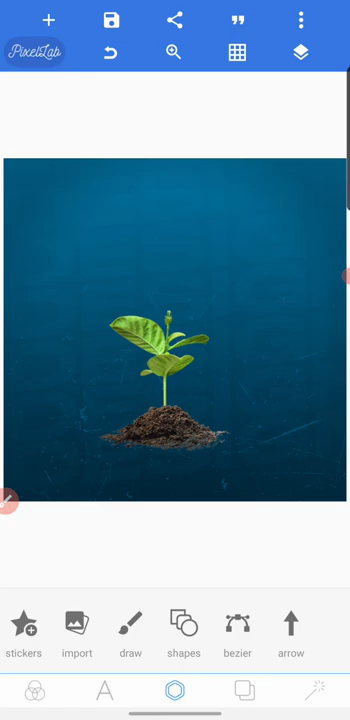 PixelLab
stickers
import
draw
shapes
bezier
arrow